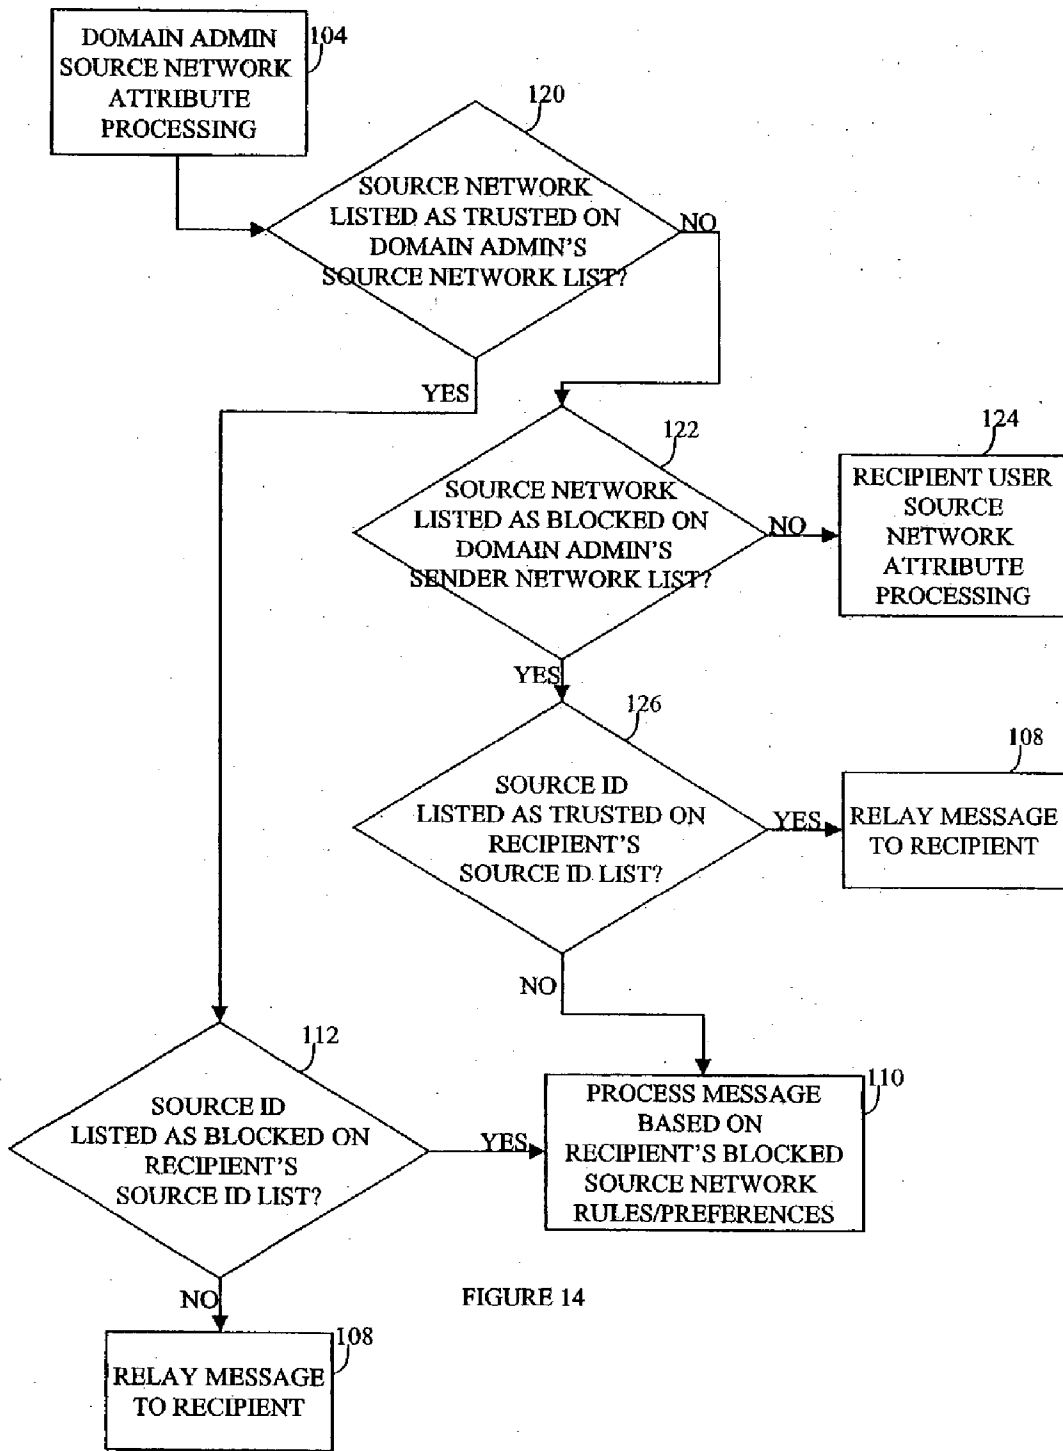 DOMAIN ADMIN
SOURCE NETWORK
ATTRIBUTE
PROCESSING
104
120
SOURCE NETWORK
LISTED AS TRUSTED ON
DOMAIN ADMIN'S
SOURCE NETWORK LIST?
NO
YES
122
SOURCE NETWORK
LISTED AS BLOCKED ON
DOMAIN ADMIN'S
SENDER NETWORK LIST?
NO
124
RECIPIENT USER
SOURCE
NETWORK
ATTRIBUTE
PROCESSING
YES
126
SOURCE ID
LISTED AS TRUSTED ON
RECIPIENT'S
SOURCE ID LIST?
YES
108
RELAY MESSAGE
TO RECIPIENT
NO
112
SOURCE ID
LISTED AS BLOCKED ON
RECIPIENT'S
SOURCE ID LIST?
YES
110
PROCESS MESSAGE
BASED ON
RECIPIENT'S BLOCKED
SOURCE NETWORK
RULES/PREFERENCES
NO
FIGURE 14
108
RELAY MESSAGE
TO RECIPIENT